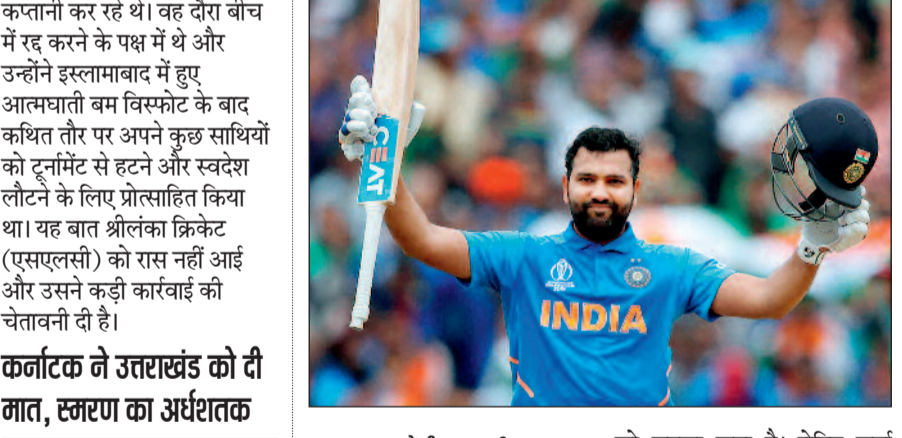 कप्तानी कर रहे थे। वह दौरा बीच
में रद्द करने के पक्ष में थे और
उन्होंने इस्लामाबाद में हुए
आत्मघाती बम विस्फोट के बाद
कथित तौर पर अपने कुछ साथियों
को टूर्नामेंट से हटने और स्वदेश
लौटने के लिए प्रोत्साहित किया
था। यह बात श्रीलंका क्रिकेट
(एसएलसी) को रास नहीं आई
और उसने कड़ी कार्रवाई की
चेतावनी दी है।
कर्नाटक ने उत्तराखंड को दी
मात, स्मरण का अर्धशतक
CEAT
INDIA